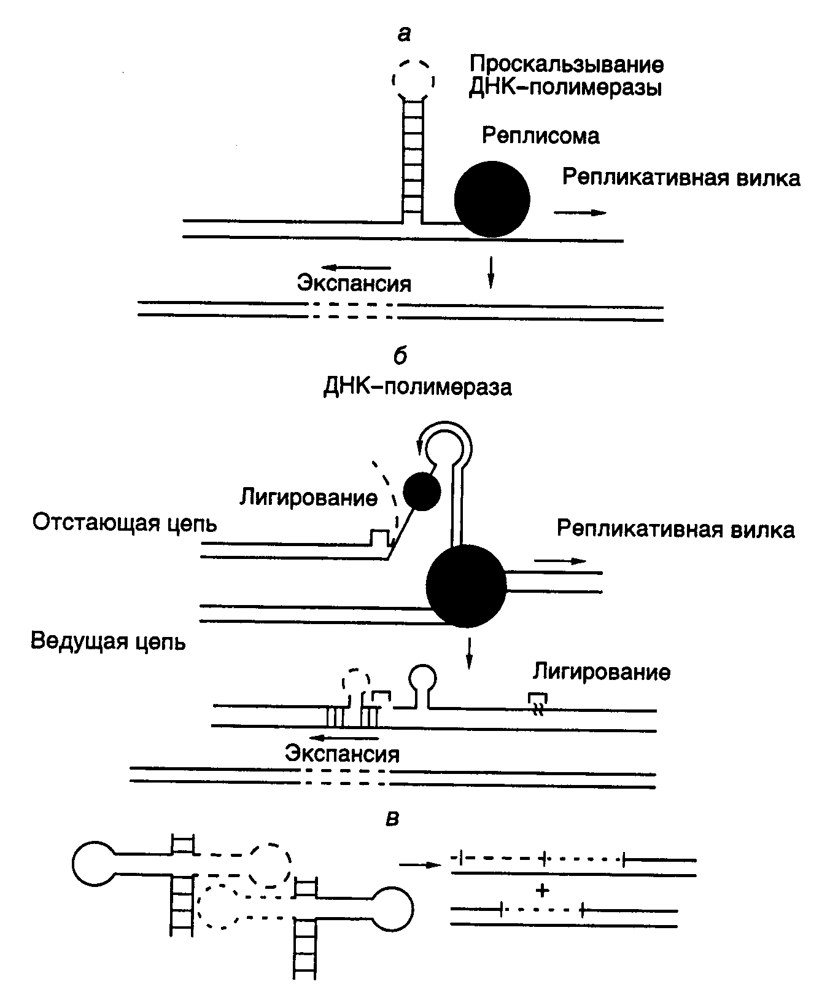 а
Проскальзывание
ДНК–полимеразы
Реплисома
Репликативная вилка
Экспансия
б
ДНК–полимераза
Лигирование
Отстающая цепь
Репликативная вилка
Ведущая цепь
Лигирование
Экспансия
в
+